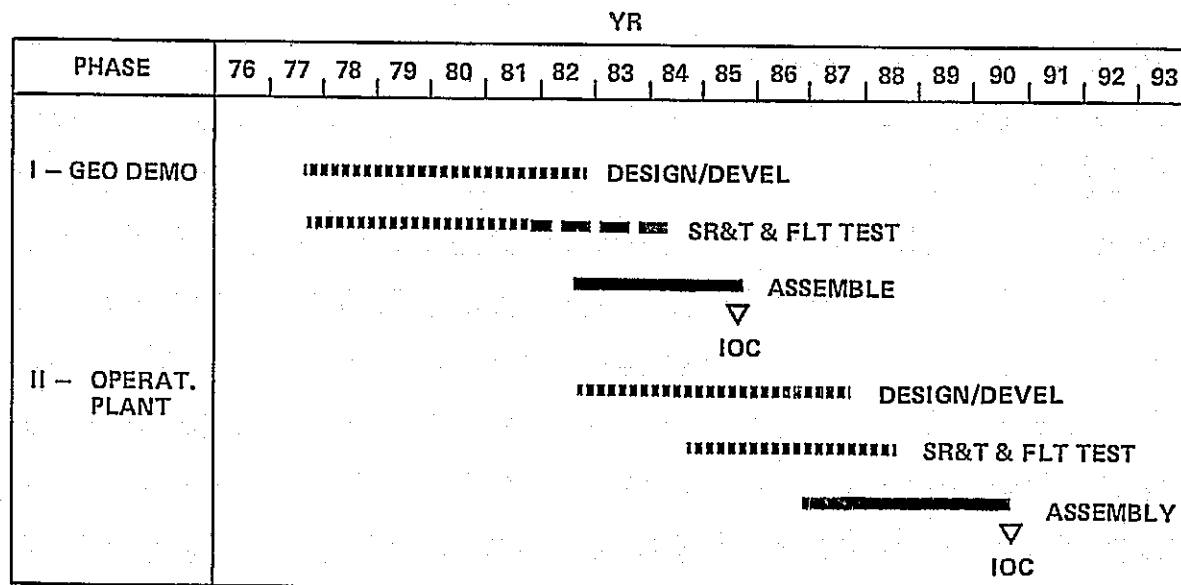 YR
PHASE 76 77 78 79 80 81 82 83 84 85 86 87 88 89 90 91 92 93
I – GEO DEMO DESIGN/DEVEL
SR&T & FLT TEST
ASSEMBLE
IOC
II – OPERAT. PLANT DESIGN/DEVEL
SR&T & FLT TEST
ASSEMBLY
IOC